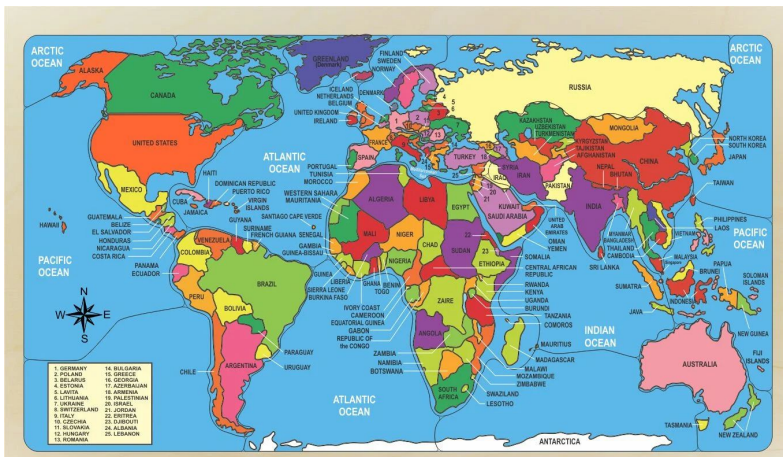 ARCTIC
OCEAN
ARCTIC
OCEAN
ALASKA
GREENLAND
(Denmark)
FINLAND
SWEDEN
NORWAY
RUSSIA
CANADA
ICELAND
NETHERLANDS
BELGIUM
DENMARK
UNITED KINGDOM
IRELAND
FRANCE
SPAIN
KAZAKHSTAN
UZBEKISTAN
TURKMENISTAN
MONGOLIA
KYRGYZSTAN
TAJIKISTAN
AFGHANISTAN
NORTH KOREA
SOUTH KOREA
JAPAN
UNITED STATES
ATLANTIC
OCEAN
PORTUGAL
TUNISIA
MOROCCO
TURKEY
SYRIA
IRAQ
IRAN
PAKISTAN
NEPAL
BHUTAN
CHINA
TAIWAN
MEXICO
HAITI
DOMINICAN REPUBLIC
PUERTO RICO
VIRGIN
ISLANDS
CUBA
JAMAICA
WESTERN SAHARA
MAURITANIA
ALGERIA
LIBYA
EGYPT
KUWAIT
SAUDI ARABIA
INDIA
UNITED
ARAB
EMIRATES
OMAN
YEMEN
MYANMAR
BANGLADESH
THAILAND
CAMBODIA
VIETNAM
PHILIPPINES
LAOS
HAWAII
PACIFIC
OCEAN
PACIFIC
OCEAN
GUATEMALA
BELIZE
EL SALVADOR
HONDURAS
NICARAGUA
COSTA RICA
PANAMA
ECUADOR
GUYANA
SURINAME
FRENCH GUIANA
VENEZUELA
COLOMBIA
SANTIAGO CAPE VERDE
SENEGAL
GAMBIA
GUINEA-BISSAU
GUINEA
LIBERIA
SIERRA LEONE
BURKINA FASO
MALI
NIGER
CHAD
SUDAN
NIGERIA
GHANA
TOGO
BENIN
ETHIOPIA
SOMALIA
CENTRAL AFRICAN
REPUBLIC
RWANDA
KENYA
UGANDA
BURUNDI
TANZANIA
COMOROS
SRI LANKA
MALAYSIA
Singapore
BRUNEI
SUMATRA
INDONESIA
JAVA
PAPUA
SOLOMON
ISLANDS
NEW GUINEA
PERU
BRAZIL
BOLIVIA
IVORY COAST
CAMEROON
EQUATORIAL GUINEA
GABON
REPUBLIC OF
the CONGO
ZAIRE
ANGOLA
ZAMBIA
NAMIBIA
BOTSWANA
INDIAN
OCEAN
MAURITIUS
MADAGASCAR
MALAWI
MOZAMBIQUE
ZIMBABWE
SWAZILAND
LESOTHO
SOUTH
AFRICA
PARAGUAY
URUGUAY
CHILE
ARGENTINA
ATLANTIC
OCEAN
AUSTRALIA
FIJI
ISLANDS
TASMANIA
NEW ZEALAND
ANTARCTICA
N
W
E
S
1. GERMANY
2. POLAND
3. BELARUS
4. ESTONIA
5. LAVITA
6. LITHUANIA
7. UKRAINE
8. SWITZERLAND
9. ITALY
10. CZECHIA
11. SLOVAKIA
12. HUNGARY
13. ROMANIA
14. BULGARIA
15. GREECE
16. GEORGIA
17. AZERBAIJAN
18. ARMENIA
19. PALESTINIAN
20. ISRAEL
21. JORDAN
22. ERITREA
23. DJIBOUTI
24. ALBANIA
25. LEBANON